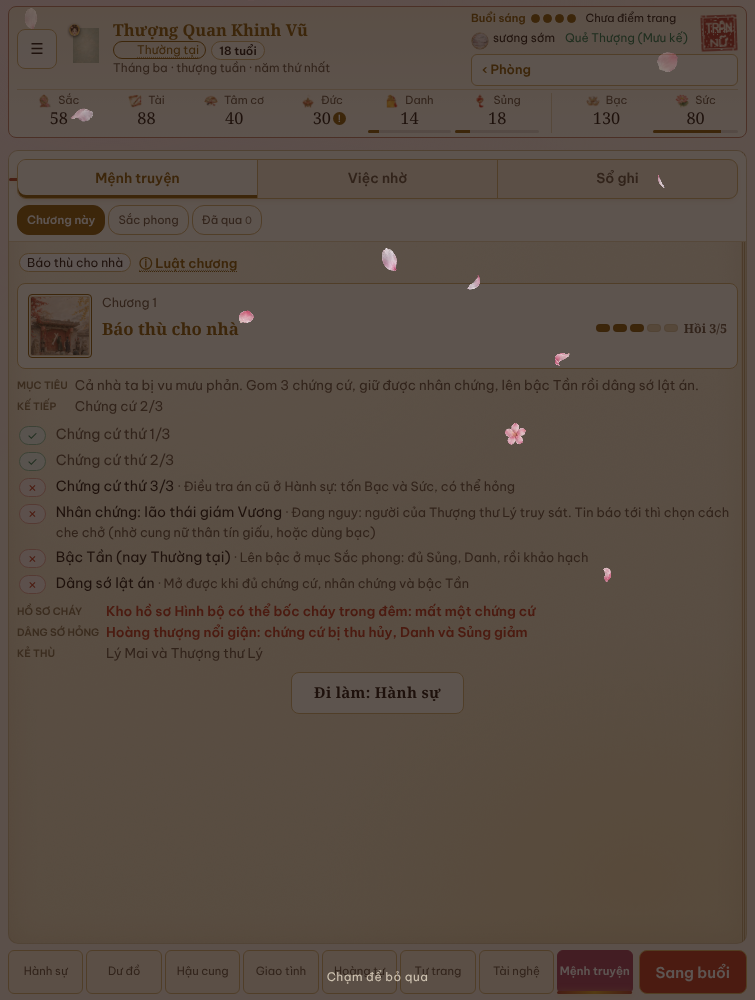 ☰
Thượng Quan Khinh Vũ
Thường tại
18 tuổi
Tháng ba · thượng tuần · năm thứ nhất
Buổi sáng
Chưa điểm trang
sương sớm
Quẻ Thượng (Mưu kế)
‹ Phòng
TRÂN NỮ
Sắc
58
Tài
88
Tâm cơ
40
Đức
30 !
Danh
14
Sủng
18
Bạc
130
Sức
80
Mệnh truyện
Việc nhờ
Sổ ghi
Chương này
Sắc phong
Đã qua 0
Báo thù cho nhà
ⓘ Luật chương
Chương 1
Báo thù cho nhà
Hồi 3/5
MỤC TIÊU Cả nhà ta bị vu mưu phản. Gom 3 chứng cứ, giữ được nhân chứng, lên bậc Tần rồi dâng sớ lật án.
KẾ TIẾP Chứng cứ 2/3
✓ Chứng cứ thứ 1/3
✓ Chứng cứ thứ 2/3
× Chứng cứ thứ 3/3 · Điều tra án cũ ở Hành sự: tốn Bạc và Sức, có thể hỏng
× Nhân chứng: lão thái giám Vương · Đang nguy: người của Thượng thư Lý truy sát. Tin báo tới thì chọn cách
che chở (nhờ cung nữ thân tín giấu, hoặc dùng bạc)
× Bậc Tần (nay Thường tại) · Lên bậc ở mục Sắc phong: đủ Sủng, Danh, rồi khảo hạch
× Dâng sớ lật án · Mở được khi đủ chứng cứ, nhân chứng và bậc Tần
HỒ SƠ CHÁY Kho hồ sơ Hình bộ có thể bốc cháy trong đêm: mất một chứng cứ
DÂNG SỚ HỎNG Hoàng thượng nổi giận: chứng cứ bị thu hủy, Danh và Sủng giảm
KẺ THÙ Lý Mai và Thượng thư Lý
Đi làm: Hành sự
Hành sự
Dư đồ
Hậu cung
Giao tình
Tư trang
Tài nghệ
Mệnh truyện
Sang buổi
Chạm để bỏ qua